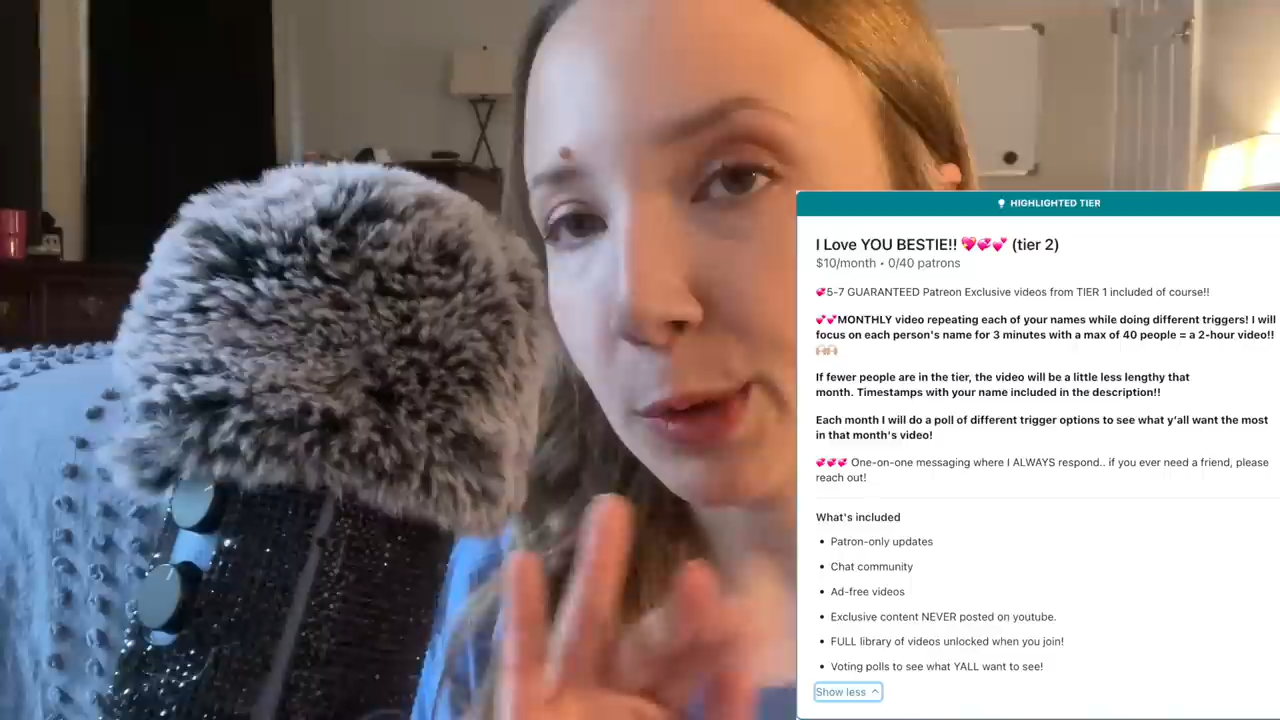 HIGHLIGHTED TIER
I Love YOU BESTIE!! 💖💞💕 (tier 2)
$10/month • 0/40 patrons
💞5-7 GUARANTEED Patreon Exclusive videos from TIER 1 included of course!!
💕💕MONTHLY video repeating each of your names while doing different triggers! I will
focus on each person's name for 3 minutes with a max of 40 people = a 2-hour video!!
🙌🏼
If fewer people are in the tier, the video will be a little less lengthy that
month. Timestamps with your name included in the description!!
Each month I will do a poll of different trigger options to see what y'all want the most
in that month's video!
💞💞💞 One-on-one messaging where I ALWAYS respond.. if you ever need a friend, please
reach out!
What's included
• Patron-only updates
• Chat community
• Ad-free videos
• Exclusive content NEVER posted on youtube.
• FULL library of videos unlocked when you join!
• Voting polls to see what YALL want to see!
Show less